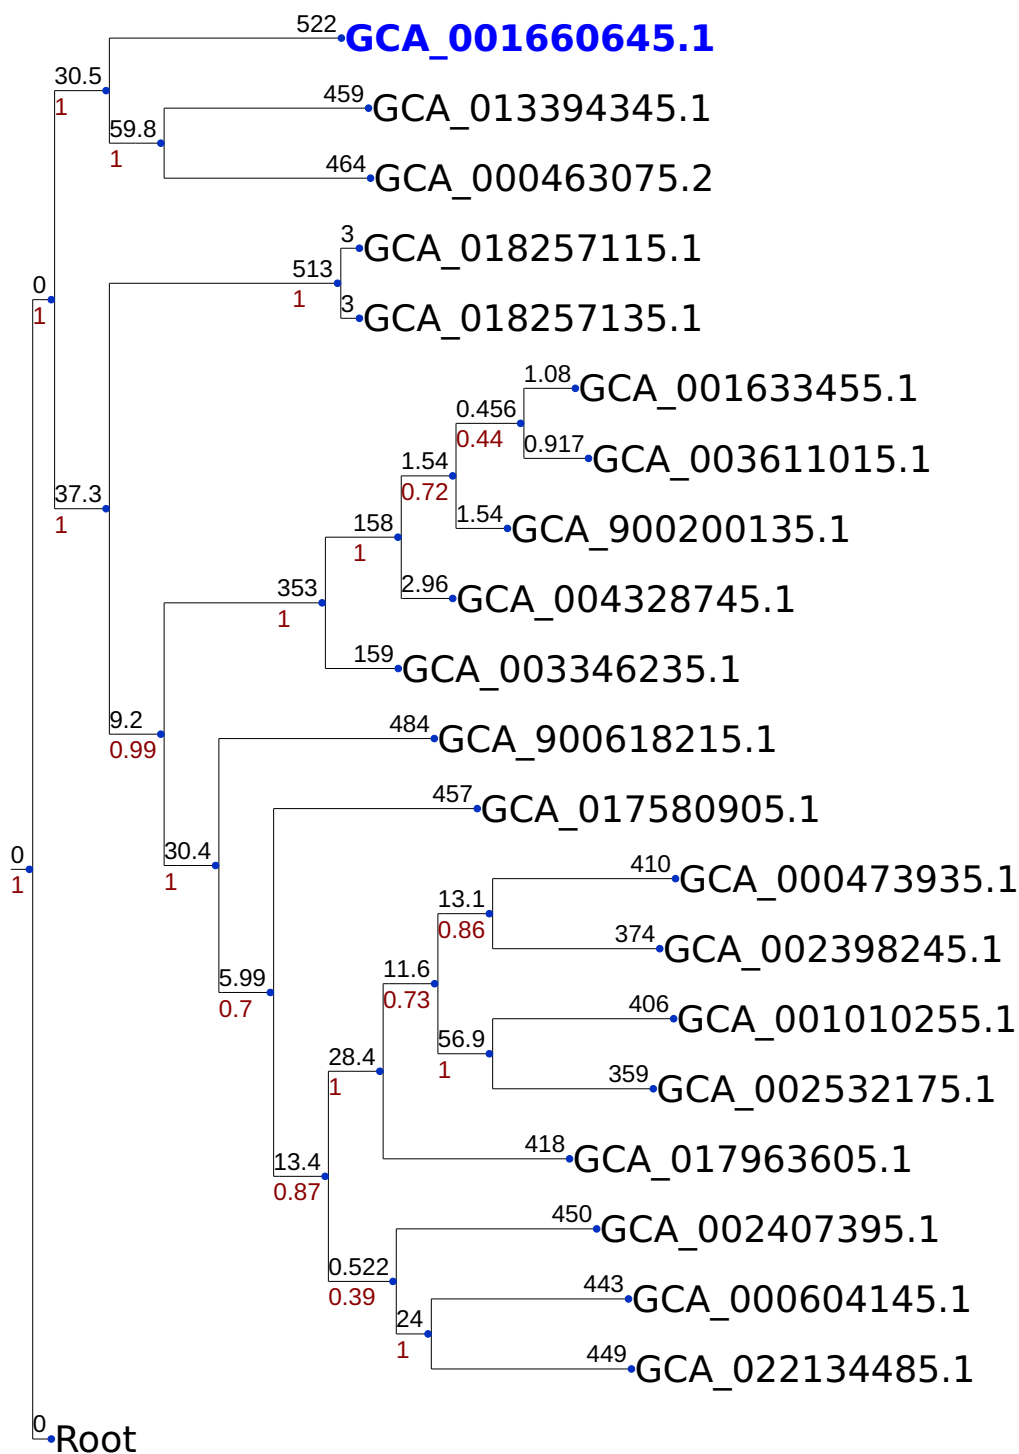 522
GCA_001660645.1
30.5
1
459
GCA_013394345.1
59.8
1
464
GCA_000463075.2
3
GCA_018257115.1
513
1
0
1
3
GCA_018257135.1
1.08
GCA_001633455.1
0.456
0.44
0.917
GCA_003611015.1
1.54
0.72
37.3
1
1.54
GCA_900200135.1
158
1
353
1
2.96
GCA_004328745.1
159
GCA_003346235.1
9.2
0.99
484
GCA_900618215.1
457
GCA_017580905.1
0
1
30.4
1
410
GCA_000473935.1
13.1
0.86
374
GCA_002398245.1
11.6
0.73
5.99
0.7
406
GCA_001010255.1
56.9
1
28.4
1
359
GCA_002532175.1
418
GCA_017963605.1
13.4
0.87
450
GCA_002407395.1
0.522
0.39
443
GCA_000604145.1
24
1
449
GCA_022134485.1
0
Root